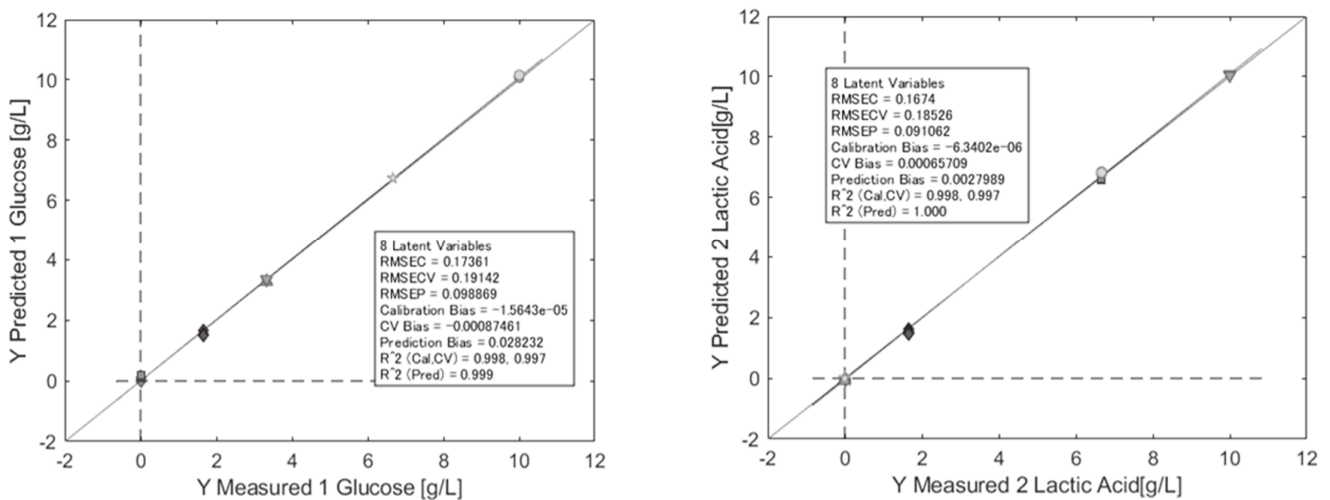 12
10
8
6
4
2
0
-2
Y Predicted 1 Glucose [g/L]
8 Latent Variables
RMSEC = 0.17361
RMSECV = 0.19142
RMSEP = 0.098869
Calibration Bias = -1.5643e-05
CV Bias = -0.00087461
Prediction Bias = 0.028232
R^2 (Cal,CV) = 0.998, 0.997
R^2 (Pred) = 0.999
-2 0 2 4 6 8 10 12
Y Measured 1 Glucose [g/L]
12
10
8
6
4
2
0
-2
Y Predicted 2 Lactic Acid[g/L]
8 Latent Variables
RMSEC = 0.1674
RMSECV = 0.18526
RMSEP = 0.091062
Calibration Bias = -6.3402e-06
CV Bias = 0.00065709
Prediction Bias = 0.0027989
R^2 (Cal,CV) = 0.998, 0.997
R^2 (Pred) = 1.000
-2 0 2 4 6 8 10 12
Y Measured 2 Lactic Acid[g/L]